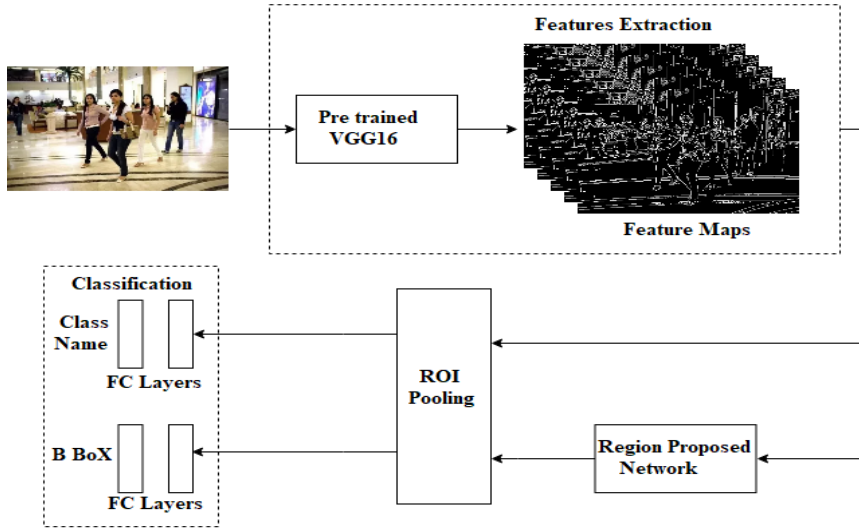 Features Extraction
Pre trained
VGG16
Feature Maps
Classification
Class
Name
FC Layers
B BoX
FC Layers
ROI
Pooling
Region Proposed
Network